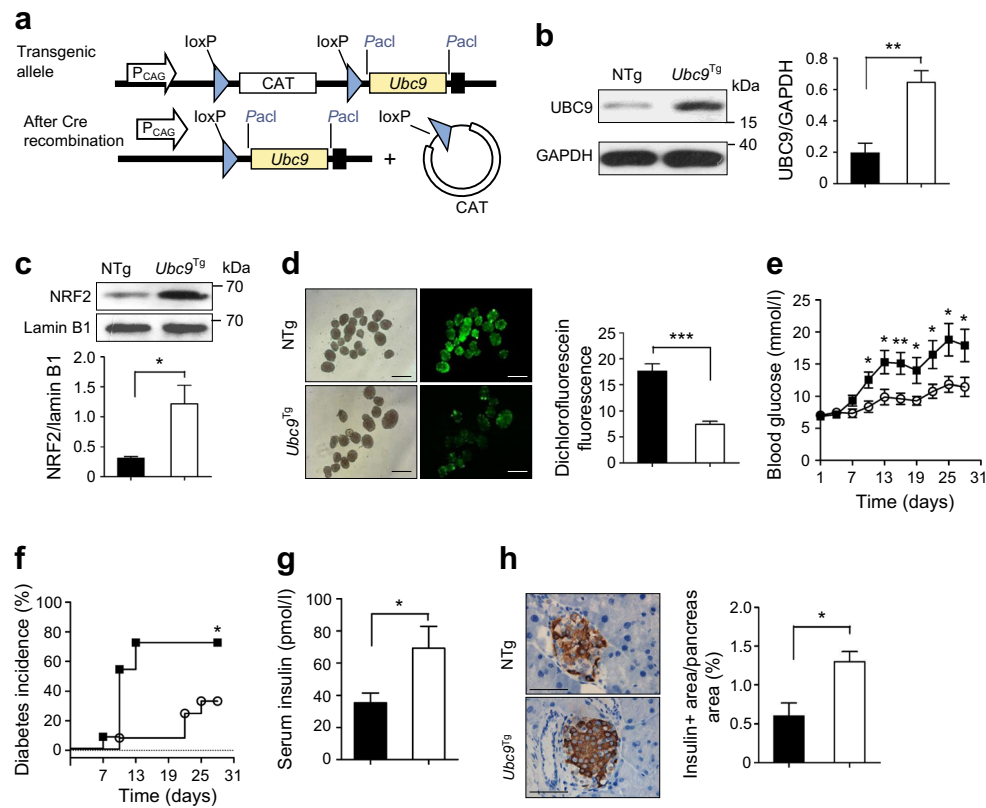 a
Transgenic
allele
PCAG
loxP
loxP
PacI
PacI
CAT
Ubc9
After Cre
recombination
PCAG
loxP
PacI
PacI
Ubc9
+
loxP
CAT
b
NTg
Ubc9Tg
kDa
UBC9
15
GAPDH
40
UBC9/GAPDH
0.8
0.6
0.4
0.2
0
**
c
NTg
Ubc9Tg
kDa
NRF2
70
Lamin B1
70
NRF2/lamin B1
2.0
1.5
1.0
0.5
0
*
d
NTg
Ubc9Tg
Dichlorofluorescein
fluorescence
25
20
15
10
5
0
***
e
Blood glucose (mmol/l)
25
20
15
10
5
0
* * ** * * * *
1 7 13 19 25 31
Time (days)
f
Diabetes incidence (%)
100
80
60
40
20
0
*
7 13 19 25 31
Time (days)
g
Serum insulin (pmol/l)
100
80
60
40
20
0
*
h
NTg
Ubc9Tg
Insulin+ area/pancreas
area (%)
2.0
1.5
1.0
0.5
0
*